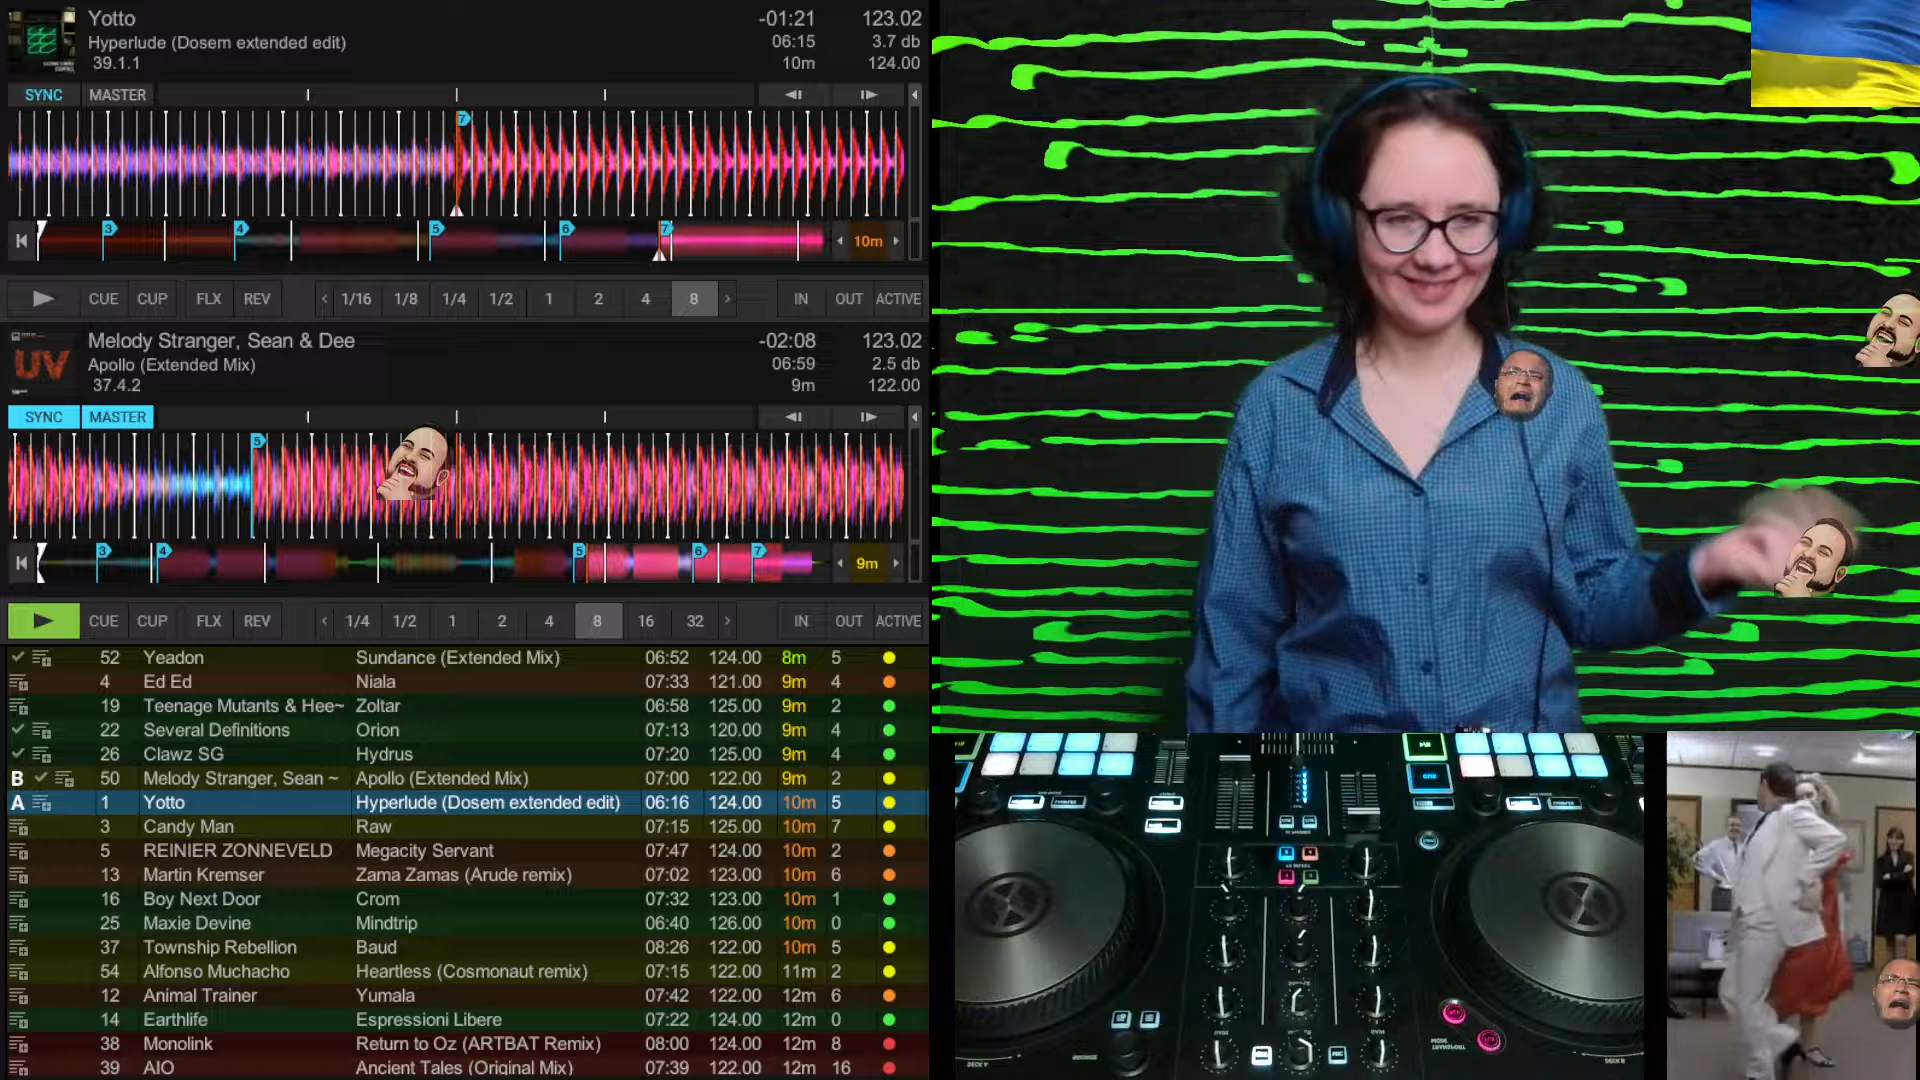 Yotto -01:21 123.02
Hyperlude (Dosem extended edit) 06:15 3.7 db
39.1.1 10m 124.00
SYNC MASTER
7
3 4 5 6 7 10m
CUE CUP FLX REV 1/16 1/8 1/4 1/2 1 2 4 8 IN OUT ACTIVE
UV
Melody Stranger, Sean & Dee -02:08 123.02
Apollo (Extended Mix) 06:59 2.5 db
37.4.2 9m 122.00
SYNC MASTER
5
3 4 5 6 7 9m
CUE CUP FLX REV 1/4 1/2 1 2 4 8 16 32 IN OUT ACTIVE
52 Yeadon Sundance (Extended Mix) 06:52 124.00 8m 5
4 Ed Ed Niala 07:33 121.00 9m 4
19 Teenage Mutants & Hee~ Zoltar 06:58 125.00 9m 2
22 Several Definitions Orion 07:13 120.00 9m 4
26 Clawz SG Hydrus 07:20 125.00 9m 4
B 50 Melody Stranger, Sean ~ Apollo (Extended Mix) 07:00 122.00 9m 2
A 1 Yotto Hyperlude (Dosem extended edit) 06:16 124.00 10m 5
3 Candy Man Raw 07:15 125.00 10m 7
5 REINIER ZONNEVELD Megacity Servant 07:47 124.00 10m 2
13 Martin Kremser Zama Zamas (Arude remix) 07:02 123.00 10m 6
16 Boy Next Door Crom 07:32 123.00 10m 1
25 Maxie Devine Mindtrip 06:40 126.00 10m 0
37 Township Rebellion Baud 08:26 122.00 10m 5
54 Alfonso Muchacho Heartless (Cosmonaut remix) 07:15 122.00 11m 2
12 Animal Trainer Yumala 07:42 122.00 12m 6
14 Earthlife Espressioni Libere 07:22 124.00 12m 0
38 Monolink Return to Oz (ARTBAT Remix) 08:00 124.00 12m 8
39 AIO Ancient Tales (Original Mix) 07:39 122.00 12m 16